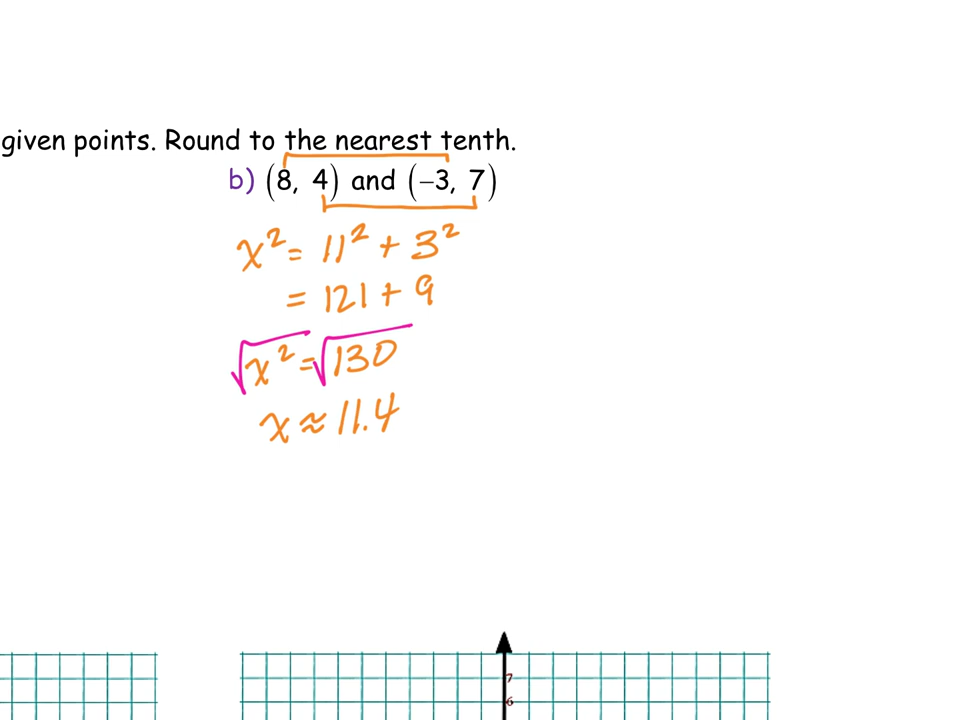 given points. Round to the nearest tenth.
b) (8, 4) and (−3, 7)
x² = 11² + 3²
= 121 + 9
√x² = √130
x ≈ 11.4
7
6